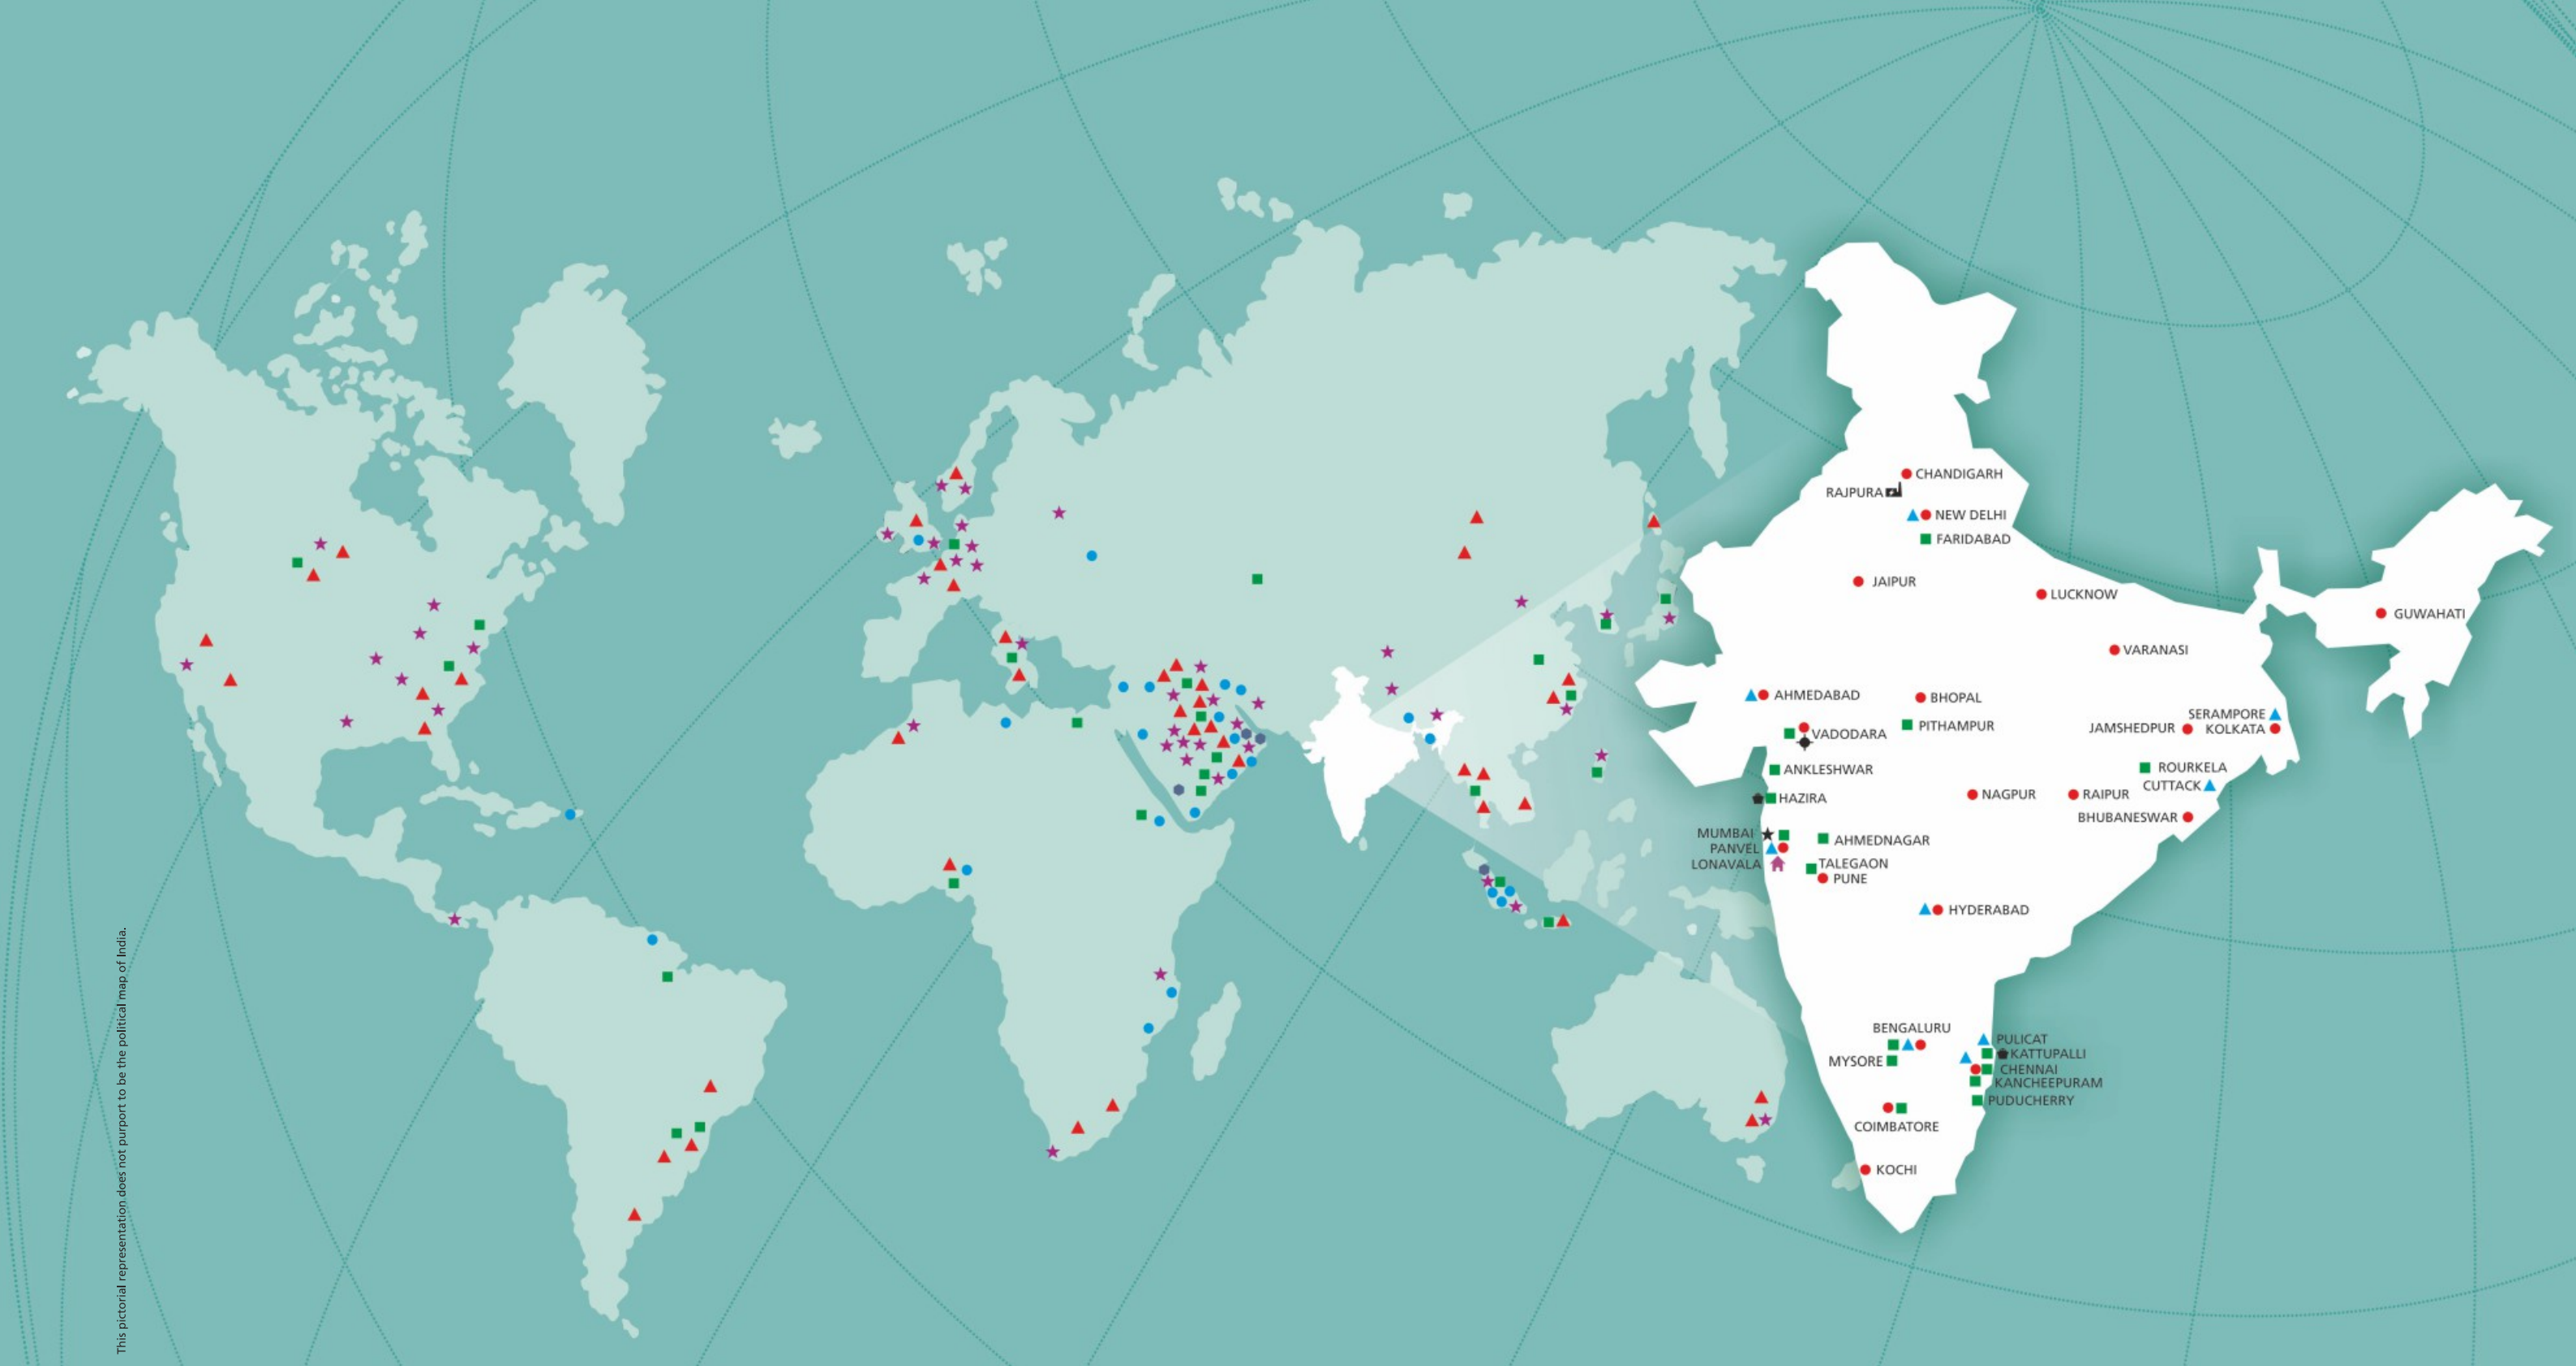 CHANDIGARH
RAJPURA
NEW DELHI
FARIDABAD
JAIPUR
LUCKNOW
GUWAHATI
VARANASI
AHMEDABAD
BHOPAL
SERAMPORE
PITHAMPUR
JAMSHEDPUR
KOLKATA
VADODARA
ANKLESHWAR
ROURKELA
CUTTACK
HAZIRA
NAGPUR
RAIPUR
BHUBANESWAR
MUMBAI
AHMEDNAGAR
PANVEL
LONAVALA
TALEGAON
PUNE
HYDERABAD
BENGALURU
PULICAT
KATTUPALLI
MYSORE
CHENNAI
KANCHEEPURAM
PUDUCHERRY
COIMBATORE
KOCHI
This pictorial representation does not purport to be the political map of India.